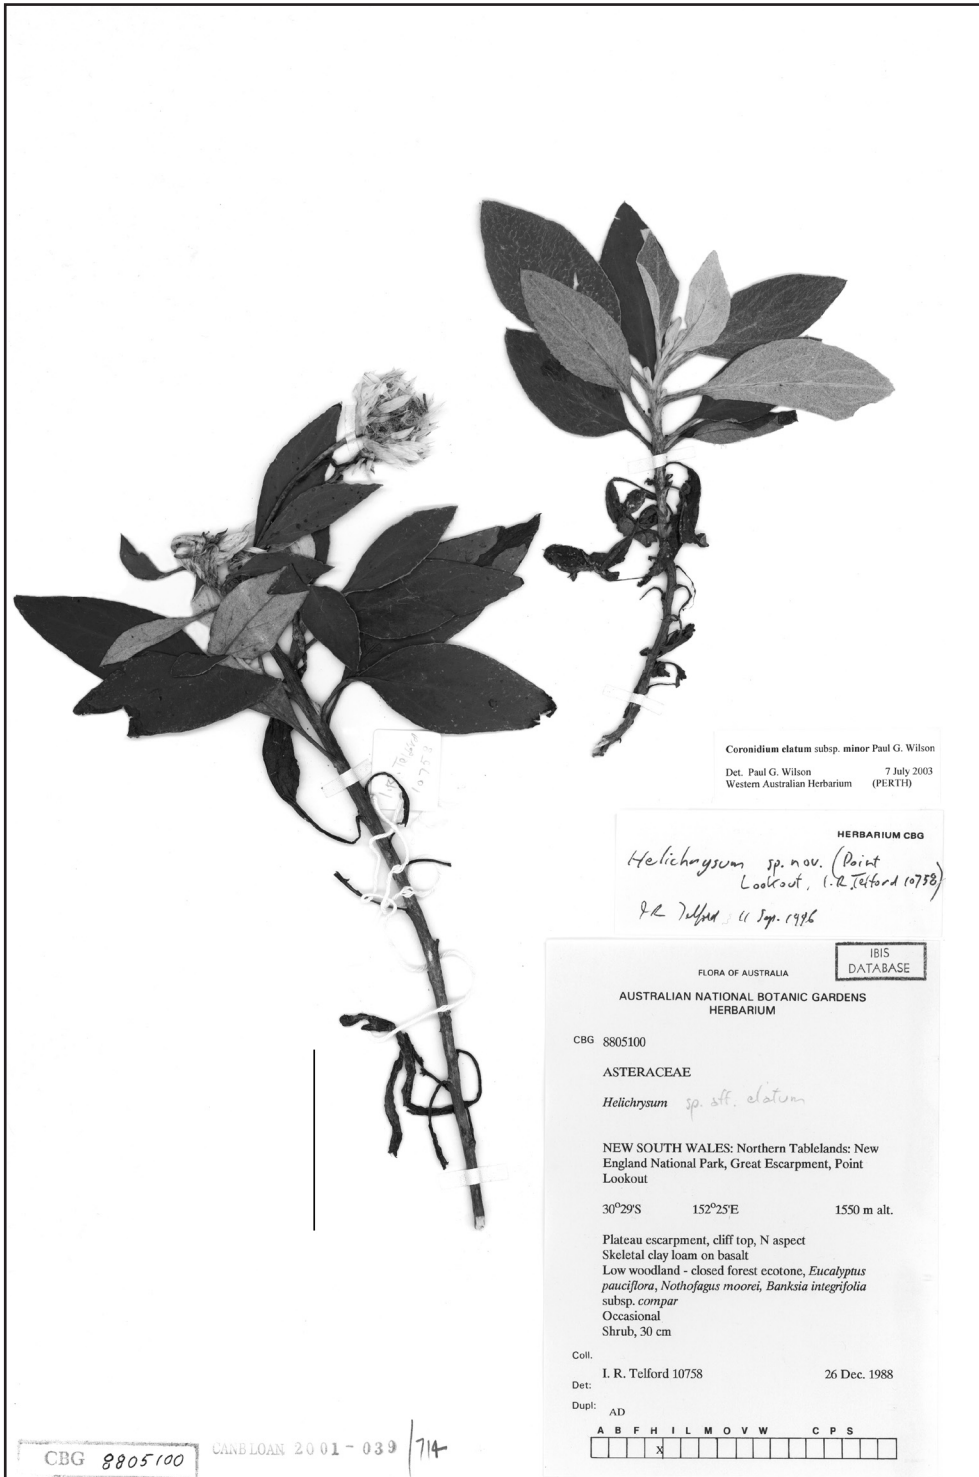 I.R. Telford
10758
Coronidium elatum subsp. minor Paul G. Wilson
Det. Paul G. Wilson 7 July 2003
Western Australian Herbarium (PERTH)
HERBARIUM CBG
Helichrysum sp. nov. (Point
Lookout, I.R.Telford 10758)
I R Telford 11 Sep. 1996
IBIS
DATABASE
FLORA OF AUSTRALIA
AUSTRALIAN NATIONAL BOTANIC GARDENS
HERBARIUM
CBG 8805100
ASTERACEAE
Helichrysum sp. aff. elatum
NEW SOUTH WALES: Northern Tablelands: New
England National Park, Great Escarpment, Point
Lookout
30°29'S 152°25'E 1550 m alt.
Plateau escarpment, cliff top, N aspect
Skeletal clay loam on basalt
Low woodland - closed forest ecotone, Eucalyptus
pauciflora, Nothofagus moorei, Banksia integrifolia
subsp. compar
Occasional
Shrub, 30 cm
Coll.
I. R. Telford 10758 26 Dec. 1988
Det:
Dupl: AD
A B F H I L M O V W C P S
X
CBG 8805100
CANB LOAN 2001-039/714